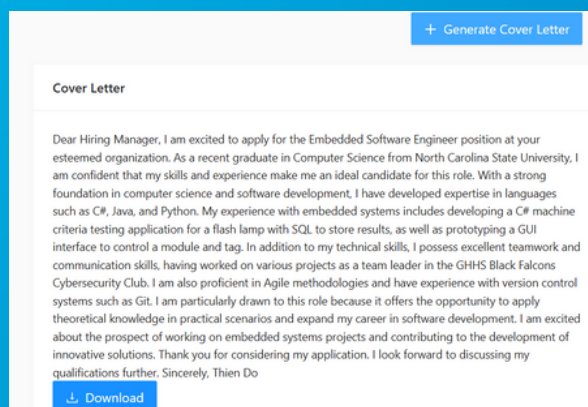 + Generate Cover Letter
Cover Letter
Dear Hiring Manager, I am excited to apply for the Embedded Software Engineer position at your
esteemed organization. As a recent graduate in Computer Science from North Carolina State University, I
am confident that my skills and experience make me an ideal candidate for this role. With a strong
foundation in computer science and software development, I have developed expertise in languages
such as C#, Java, and Python. My experience with embedded systems includes developing a C# machine
criteria testing application for a flash lamp with SQL to store results, as well as prototyping a GUI
interface to control a module and tag. In addition to my technical skills, I possess excellent teamwork and
communication skills, having worked on various projects as a team leader in the GHHS Black Falcons
Cybersecurity Club. I am also proficient in Agile methodologies and have experience with version control
systems such as Git. I am particularly drawn to this role because it offers the opportunity to apply
theoretical knowledge in practical scenarios and expand my career in software development. I am excited
about the prospect of working on embedded systems projects and contributing to the development of
innovative solutions. Thank you for considering my application. I look forward to discussing my
qualifications further. Sincerely, Thien Do
Download